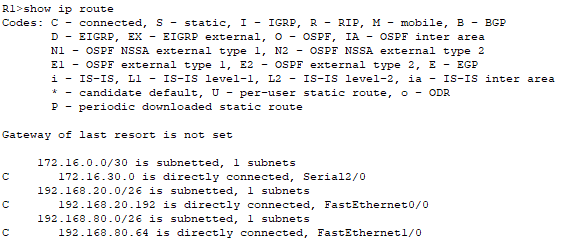 R1>show ip route
Codes: C - connected, S - static, I - IGRP, R - RIP, M - mobile, B - BGP
D - EIGRP, EX - EIGRP external, O - OSPF, IA - OSPF inter area
N1 - OSPF NSSA external type 1, N2 - OSPF NSSA external type 2
E1 - OSPF external type 1, E2 - OSPF external type 2, E - EGP
i - IS-IS, L1 - IS-IS level-1, L2 - IS-IS level-2, ia - IS-IS inter area
* - candidate default, U - per-user static route, o - ODR
P - periodic downloaded static route
Gateway of last resort is not set
172.16.0.0/30 is subnetted, 1 subnets
C 172.16.30.0 is directly connected, Serial2/0
192.168.20.0/26 is subnetted, 1 subnets
C 192.168.20.192 is directly connected, FastEthernet0/0
192.168.80.0/26 is subnetted, 1 subnets
C 192.168.80.64 is directly connected, FastEthernet1/0